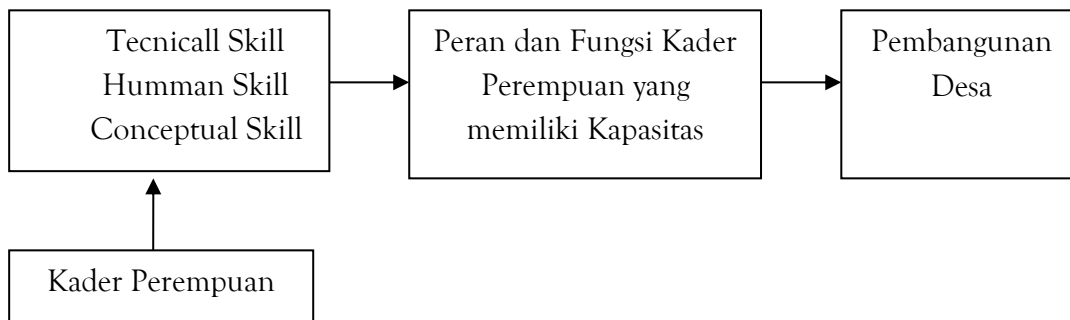 Tecnicall Skill
Humman Skill
Conceptual Skill
Peran dan Fungsi Kader
Perempuan yang
memiliki Kapasitas
Pembangunan
Desa
Kader Perempuan